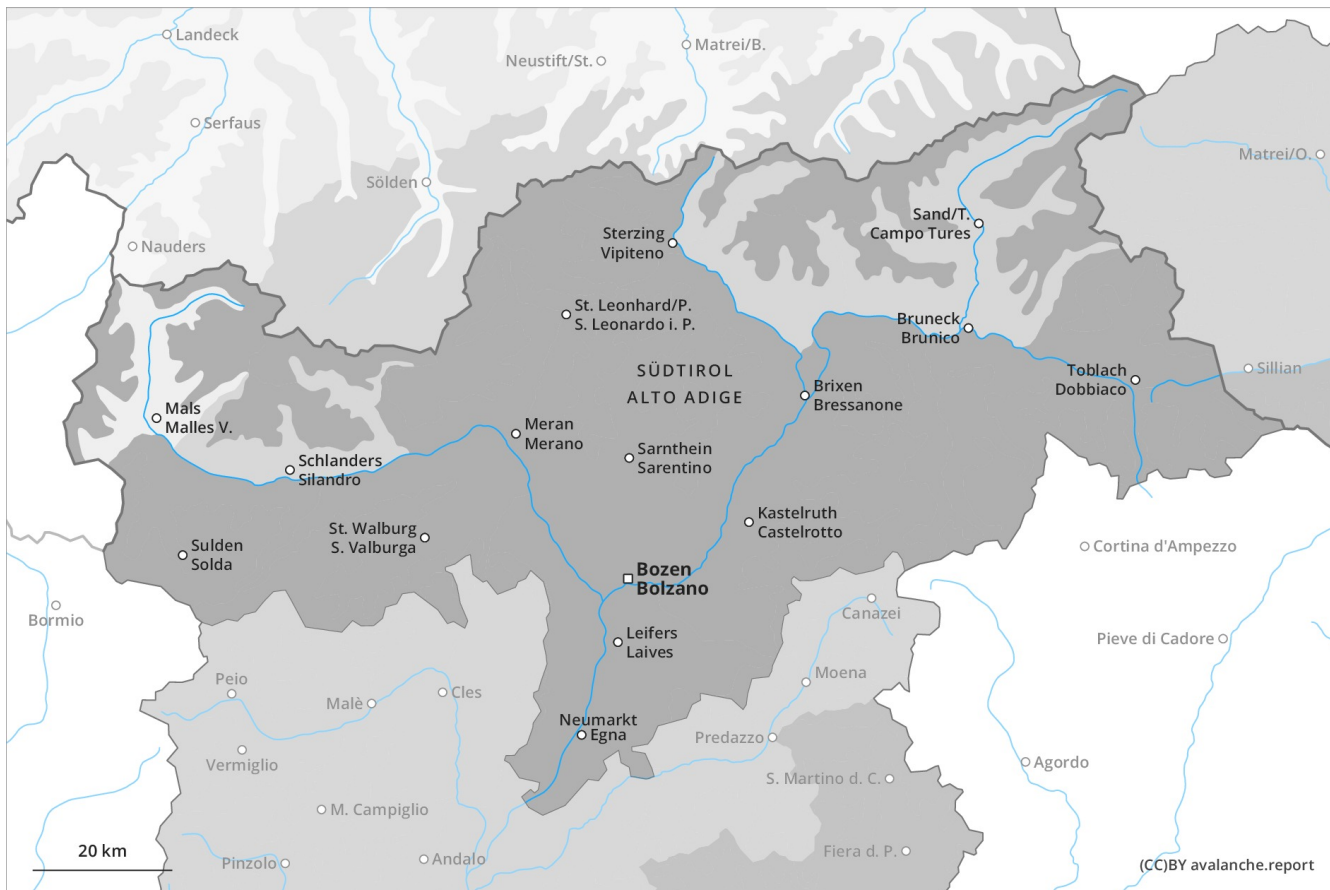 Landeck
Matrei/B.
Neustift/St.
Serfaus
Matrei/O.
Sölden
Sand/T.
Campo Tures
Sterzing
Vipiteno
Nauders
St. Leonhard/P.
S. Leonardo i. P.
Bruneck
Brunico
SÜDTIROL
ALTO ADIGE
Toblach
Dobbiaco
Sillian
Brixen
Bressanone
Mals
Malles V.
Meran
Merano
Sarnthein
Sarentino
Schlanders
Silandro
Kastelruth
Castelrotto
St. Walburg
S. Valburga
Sulden
Solda
Cortina d'Ampezzo
Bozen
Bolzano
Bormio
Canazei
Leifers
Laives
Pieve di Cadore
Peio
Malè
Cles
Moena
Neumarkt
Egna
Predazzo
Vermiglio
Agordo
S. Martino d. C.
M. Campiglio
20 km
Pinzolo
Andalo
Fiera d. P.
(CC)BY avalanche.report